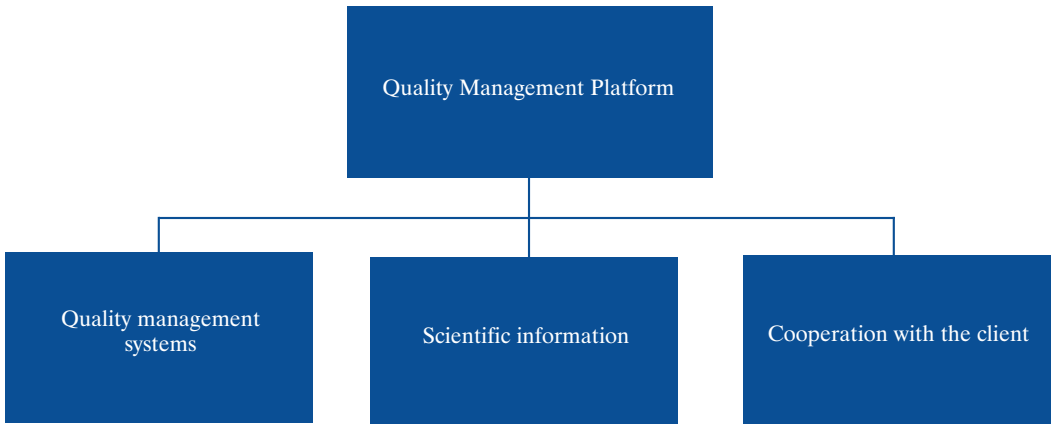 Quality Management Platform
Quality management
systems
Scientific information
Cooperation with the client